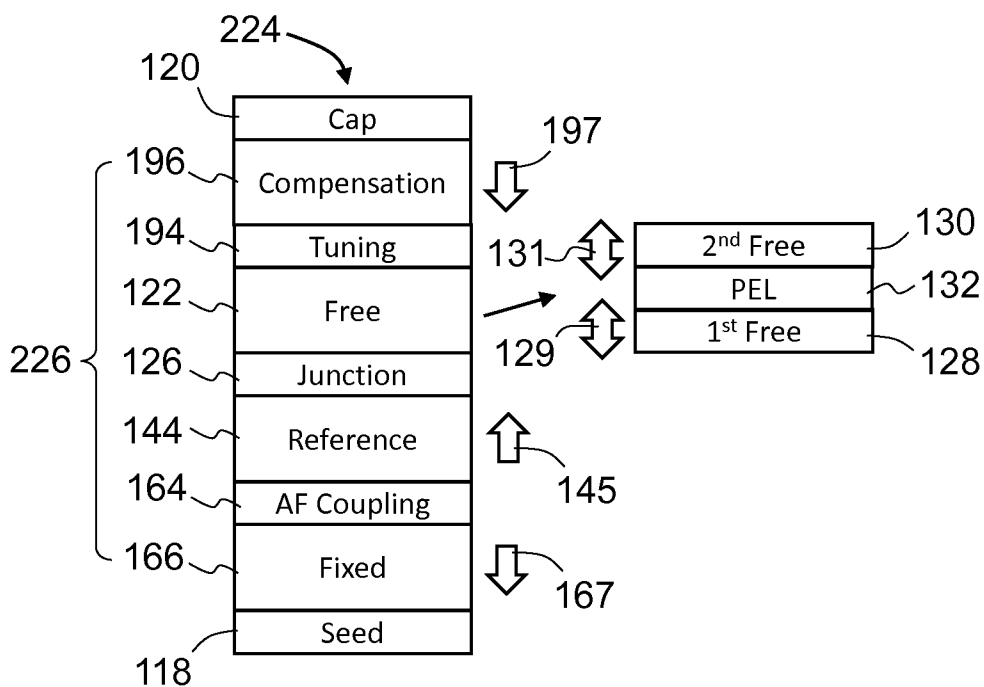 224
120
Cap
196
Compensation
197
194
Tuning
131
2nd Free
130
122
Free
PEL
132
129
1st Free
128
226
126
Junction
144
Reference
145
164
AF Coupling
166
Fixed
167
118
Seed